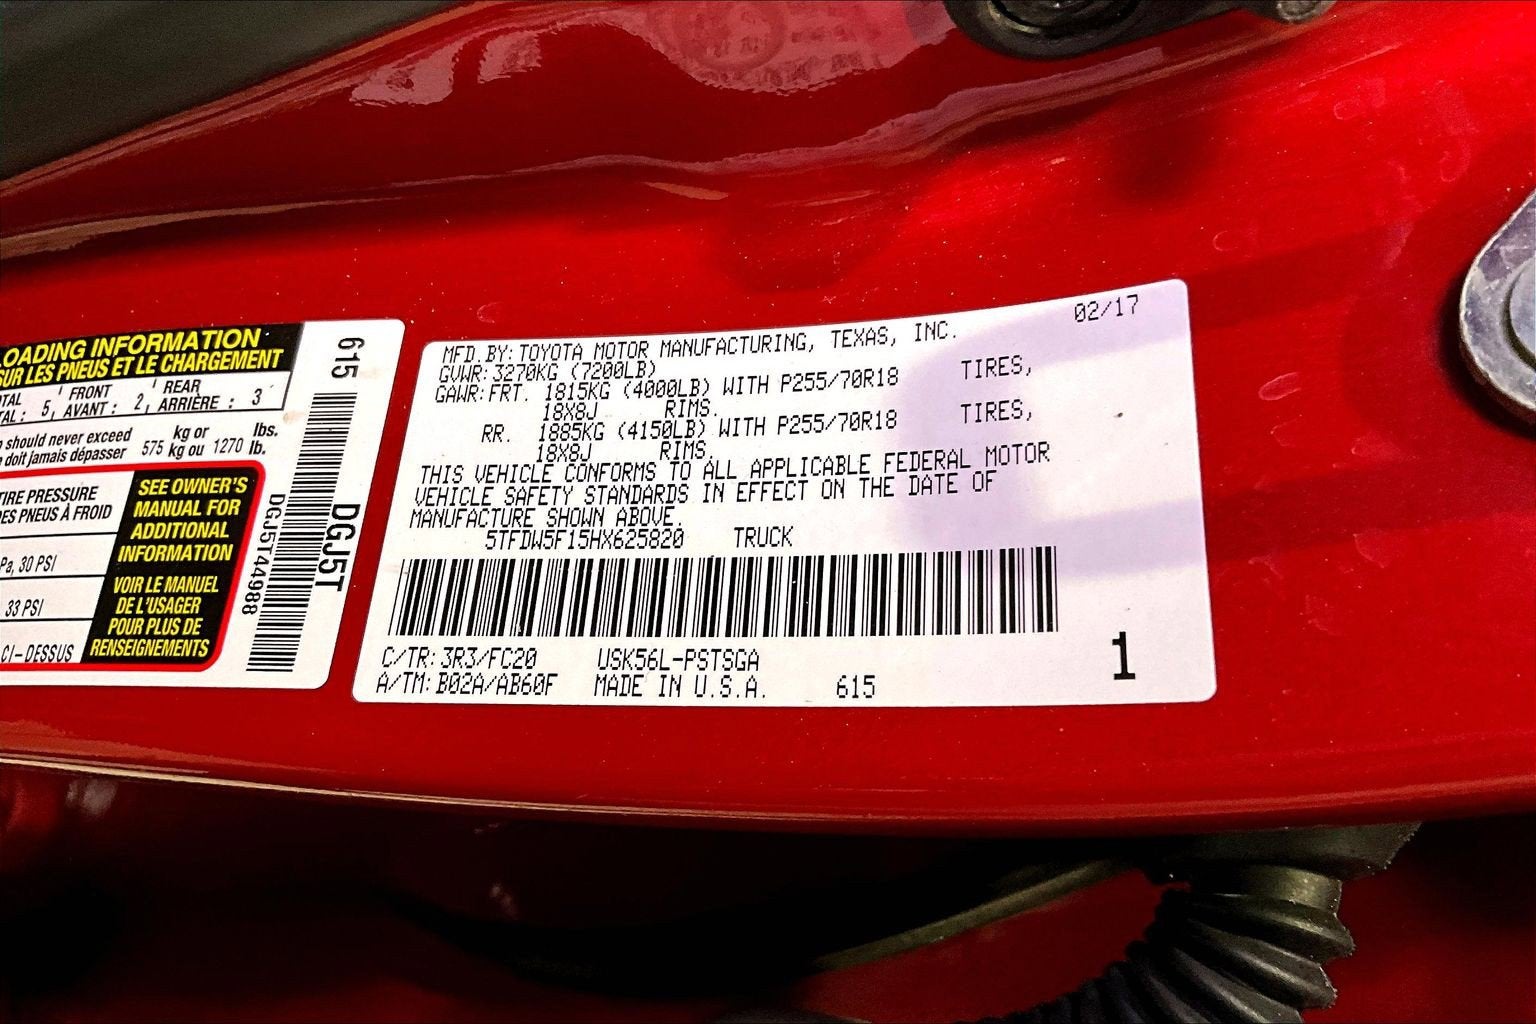 OADING INFORMATION
SUR LES PNEUS ET LE CHARGEMENT
TAL FRONT REAR
AL : 5, AVANT : 2, ARRIÈRE : 3
should never exceed 575 kg or 1270 lbs.
doit jamais dépasser kg ou lb.
TIRE PRESSURE
DES PNEUS À FROID
Pa, 30 PSI
33 PSI
CI-DESSUS
SEE OWNER'S
MANUAL FOR
ADDITIONAL
INFORMATION
VOIR LE MANUEL
DE L'USAGER
POUR PLUS DE
RENSEIGNEMENTS
615
DGJ5T44988
DGJ5T
02/17
MFD. BY: TOYOTA MOTOR MANUFACTURING, TEXAS, INC.
GVWR: 3270KG (7200LB)
GAWR: FRT. 1815KG (4000LB) WITH P255/70R18 TIRES,
18X8J RIMS.
RR. 1885KG (4150LB) WITH P255/70R18 TIRES,
18X8J RIMS.
THIS VEHICLE CONFORMS TO ALL APPLICABLE FEDERAL MOTOR
VEHICLE SAFETY STANDARDS IN EFFECT ON THE DATE OF
MANUFACTURE SHOWN ABOVE.
5TFDW5F15HX625820 TRUCK
C/TR: 3R3/FC20 USK56L-PSTSGA
A/TM: B02A/AB60F MADE IN U.S.A. 615
1